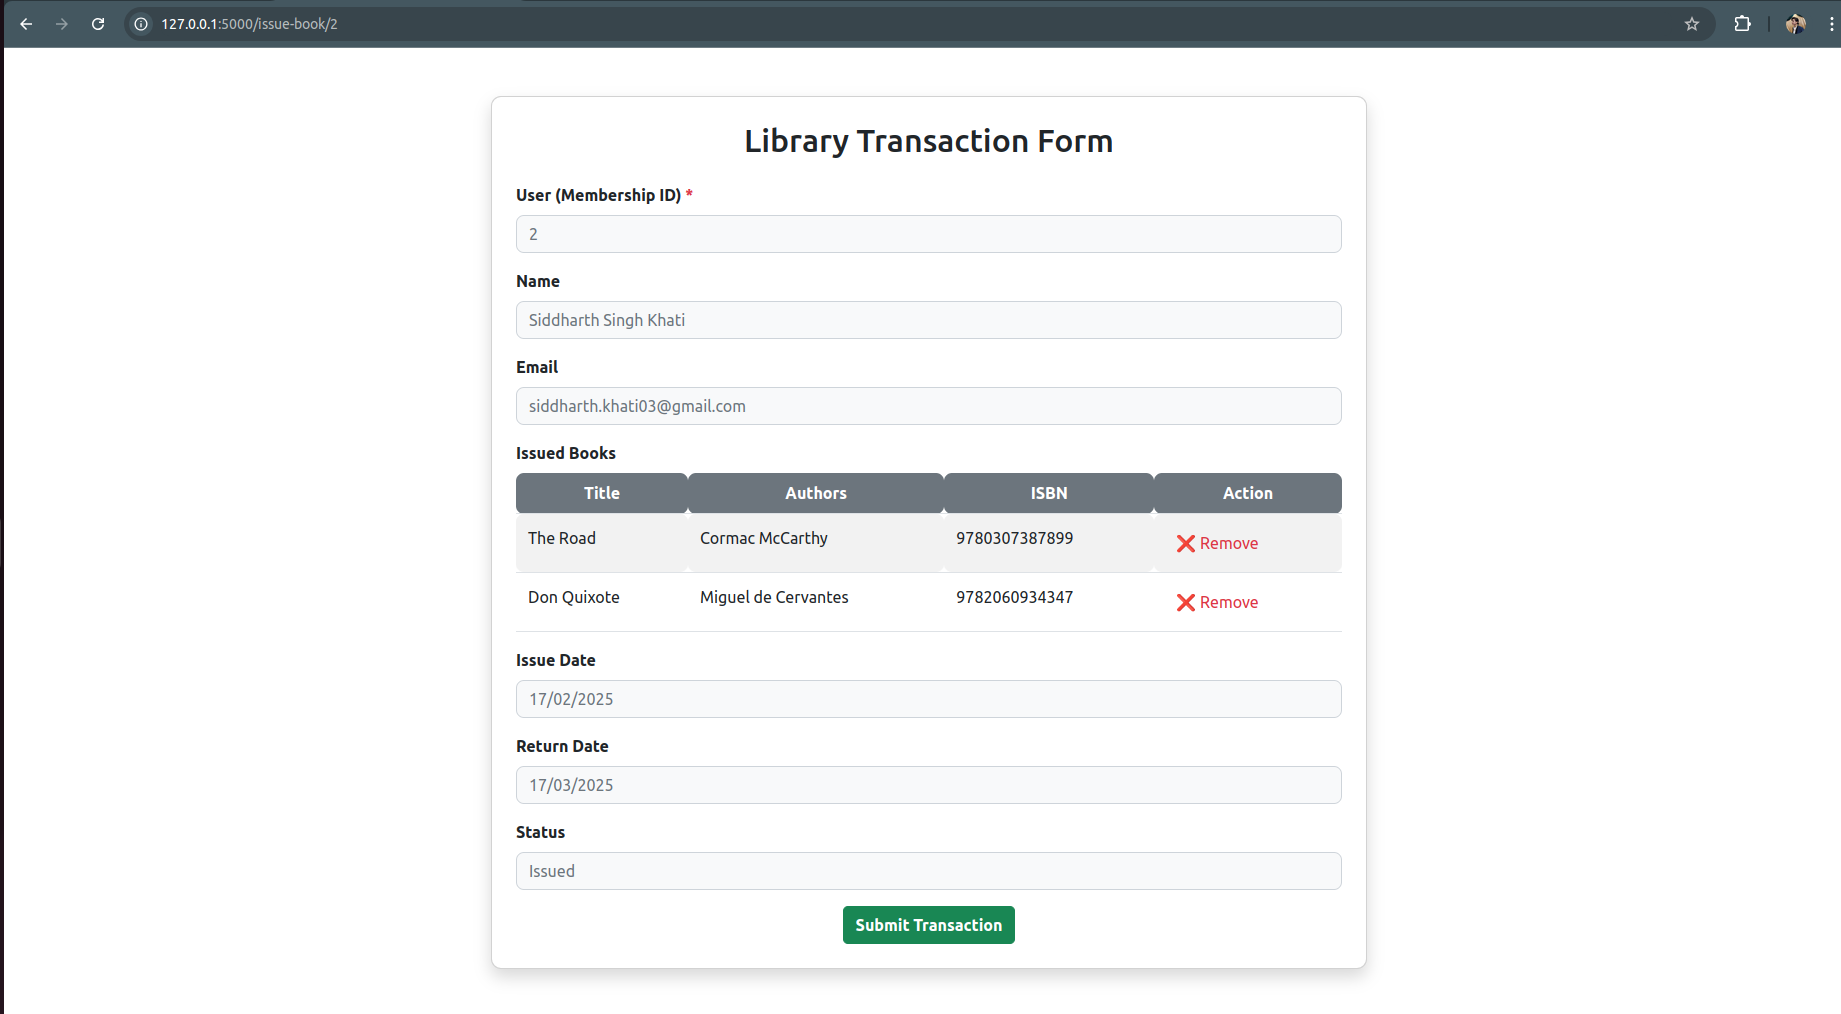 127.0.0.1:5000/issue-book/2
Library Transaction Form
User (Membership ID) *
2
Name
Siddharth Singh Khati
Email
siddharth.khati03@gmail.com
Issued Books
Title Authors ISBN Action
The Road Cormac McCarthy 9780307387899 ❌ Remove
Don Quixote Miguel de Cervantes 9782060934347 ❌ Remove
Issue Date
17/02/2025
Return Date
17/03/2025
Status
Issued
Submit Transaction